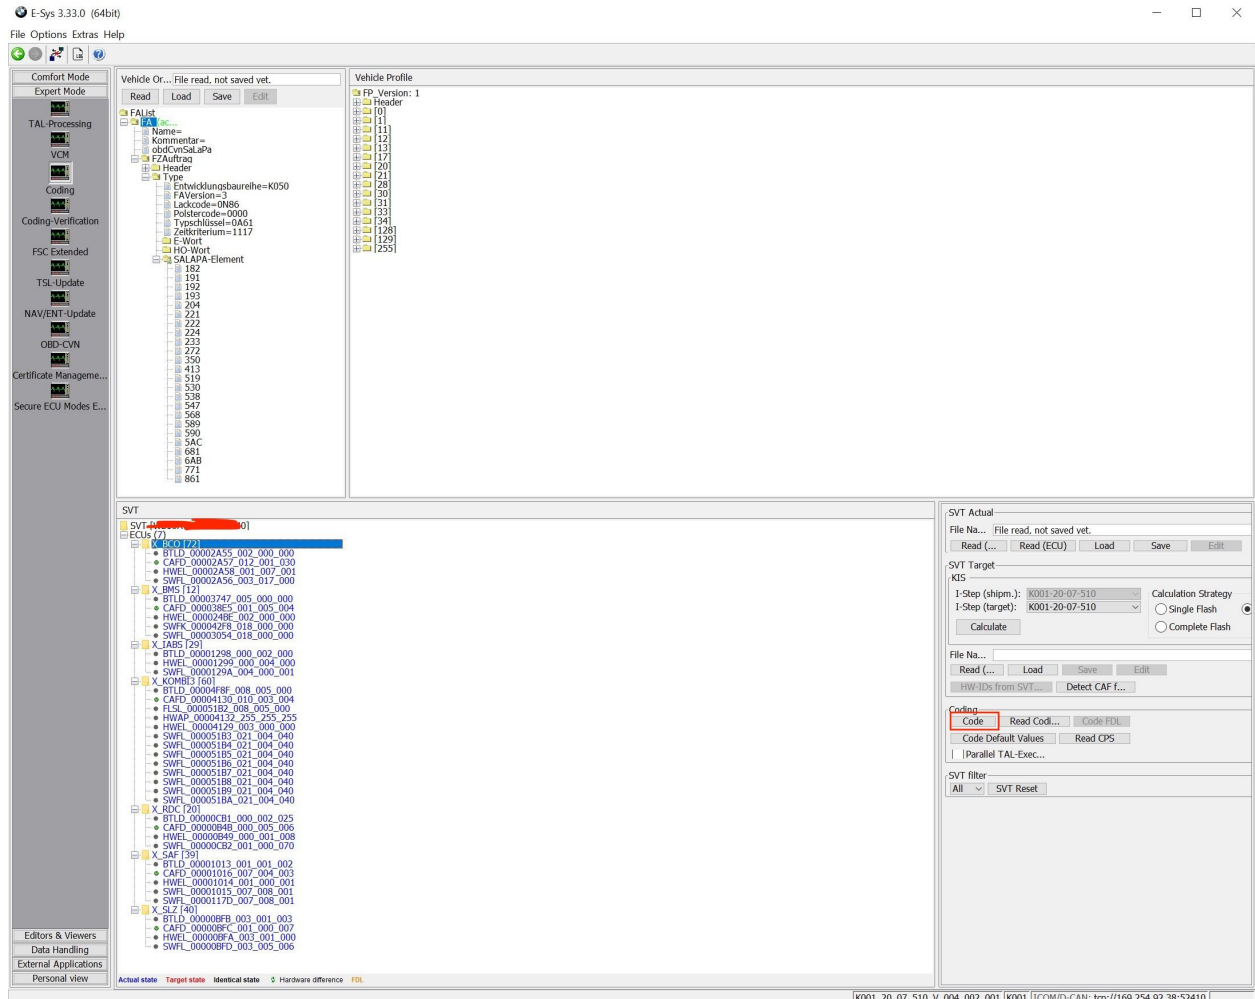 E-Sys 3.33.0 (64bit)
File Options Extras Help
Comfort Mode
Expert Mode
TAL-Processing
VCM
Coding
Coding-Verification
FSC Extended
TSL-Update
NAV/ENT-Update
OBD-CVN
Certificate Manageme...
Secure ECU Modes E...
Editors & Viewers
Data Handling
External Applications
Personal view
Vehicle Or... File read, not saved yet.
Read Load Save Edit
FAList
FA (ac...
Name=
Kommentar=
obdCvnSaLaPa
FZAuftrag
Header
Type
Entwicklungsbaureihe=K050
FAVersion=3
Lackcode=0N86
Polstercode=0000
Typschlüssel=0A61
Zeitkriterium=1117
E-Wort
HO-Wort
SALAPA-Element
182
191
192
193
204
221
222
224
233
272
350
413
519
530
538
547
568
589
590
5AC
681
6AB
771
861
Vehicle Profile
FP_Version: 1
Header
[0]
[1]
[11]
[12]
[13]
[17]
[20]
[21]
[28]
[30]
[31]
[33]
[34]
[128]
[129]
[255]
SVT
SVT
ECUs (7)
X_BCO [72]
BTLD_00002A55_002_000_000
CAFD_00002A57_012_001_030
HWEL_00002A58_001_007_001
SWFL_00002A56_003_017_000
X_BMS [12]
BTLD_00003747_005_000_000
CAFD_000038E5_001_005_004
HWEL_000024BE_002_000_000
SWFK_000042F8_018_000_000
SWFL_00003054_018_000_000
X_IABS [29]
BTLD_00001298_000_002_000
HWEL_00001299_000_004_000
SWFL_0000129A_004_000_001
X_KOMBI3 [60]
BTLD_00004F8F_008_005_000
CAFD_00004130_010_003_004
FLSL_000051B2_008_005_000
HWAP_00004132_255_255_255
HWEL_00004129_003_000_000
SWFL_000051B3_021_004_040
SWFL_000051B4_021_004_040
SWFL_000051B5_021_004_040
SWFL_000051B6_021_004_040
SWFL_000051B7_021_004_040
SWFL_000051B8_021_004_040
SWFL_000051B9_021_004_040
SWFL_000051BA_021_004_040
X_RDC [20]
BTLD_00000CB1_000_002_025
CAFD_00000B4B_000_005_006
HWEL_00000B49_000_001_008
SWFL_00000CB2_001_000_070
X_SAF [39]
BTLD_00001013_001_001_002
CAFD_00001016_007_004_003
HWEL_00001014_001_000_001
SWFL_00001015_007_008_001
SWFL_0000117D_007_008_001
X_SLZ [40]
BTLD_00000BFB_003_001_003
CAFD_00000BFC_001_000_007
HWEL_00000BFA_003_001_000
SWFL_00000BFD_003_005_006
Actual state Target state Identical state Hardware difference FDL
SVT Actual
File Na... File read, not saved yet.
Read (... Read (ECU) Load Save Edit
SVT Target
KIS
I-Step (shipm.): K001-20-07-510 Calculation Strategy
I-Step (target): K001-20-07-510 Single Flash
Calculate Complete Flash
File Na...
Read (... Load Save Edit
HW-IDs from SVT... Detect CAF f...
Coding
Code Read Codi... Code FDL
Code Default Values Read CPS
Parallel TAL-Exec...
SVT filter
All SVT Reset
K001_20_07_510_V_004_002_001 K001 ICOM/D-CAN: tcp://169.254.92.38:52410